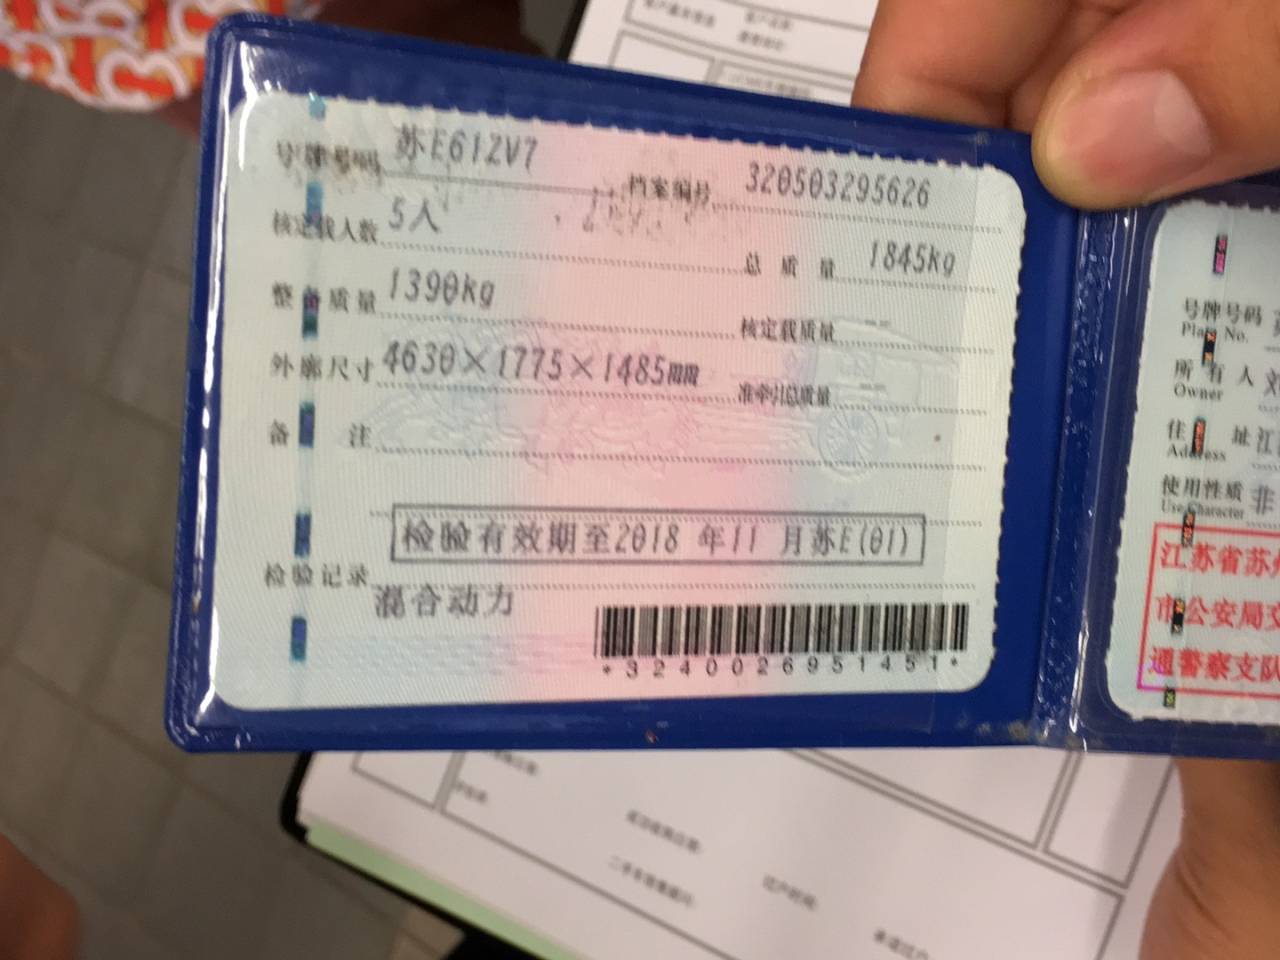 号牌号码 苏E612V7 档案编号 320503295626
核定载人数 5人 总质量 1845kg
整备质量 1390kg 核定载质量 --
外廓尺寸 4630×1775×1485mm 准牵引总质量 --
备注
检验有效期至2018年11月苏E(01)
检验记录
混合动力
*3240026951451*
号牌号码
Plate No.
所有人
Owner
住址 江
Address
使用性质 非
Use Character
江苏省苏州
市公安局交
通警察支队